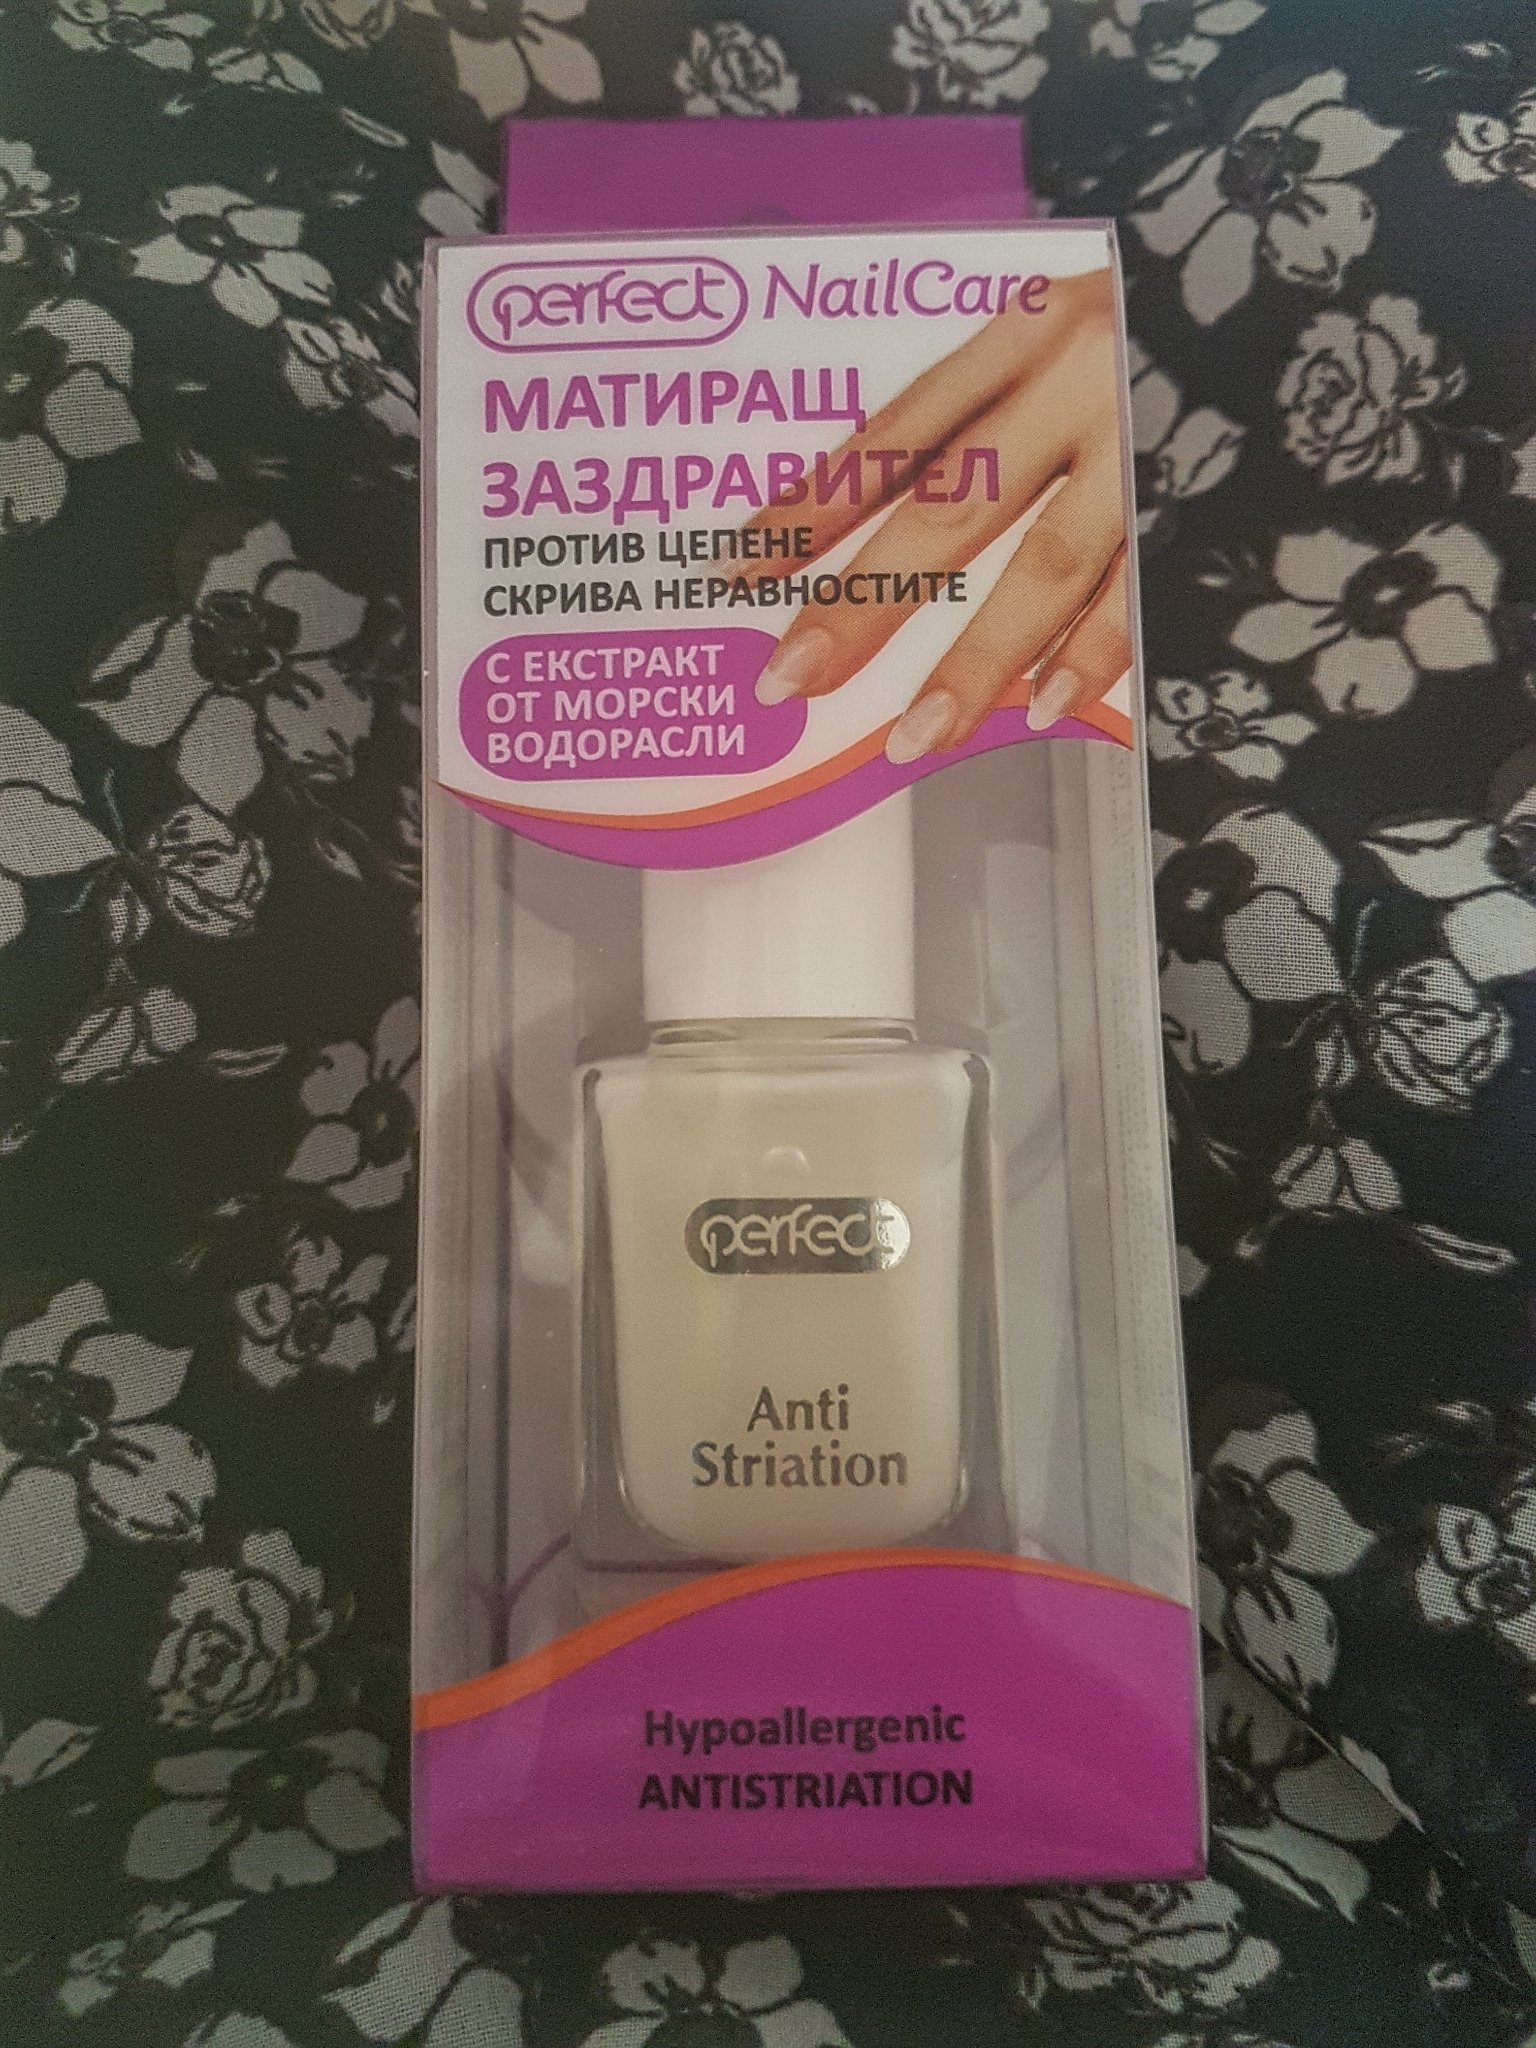 perfect NailCare
МАТИРАЩ
ЗАЗДРАВИТЕЛ
ПРОТИВ ЦЕПЕНЕ
СКРИВА НЕРАВНОСТИТЕ
С ЕКСТРАКТ
ОТ МОРСКИ
ВОДОРАСЛИ
perfect
Anti
Striation
Hypoallergenic
ANTISTRIATION